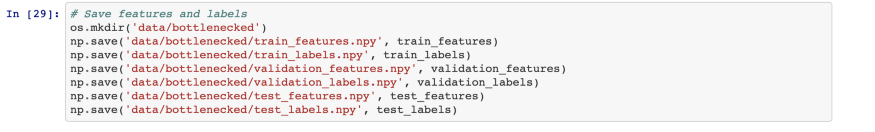 In [29]: # Save features and labels
os.mkdir('data/bottlenecked')
np.save('data/bottlenecked/train_features.npy', train_features)
np.save('data/bottlenecked/train_labels.npy', train_labels)
np.save('data/bottlenecked/validation_features.npy', validation_features)
np.save('data/bottlenecked/validation_labels.npy', validation_labels)
np.save('data/bottlenecked/test_features.npy', test_features)
np.save('data/bottlenecked/test_labels.npy', test_labels)